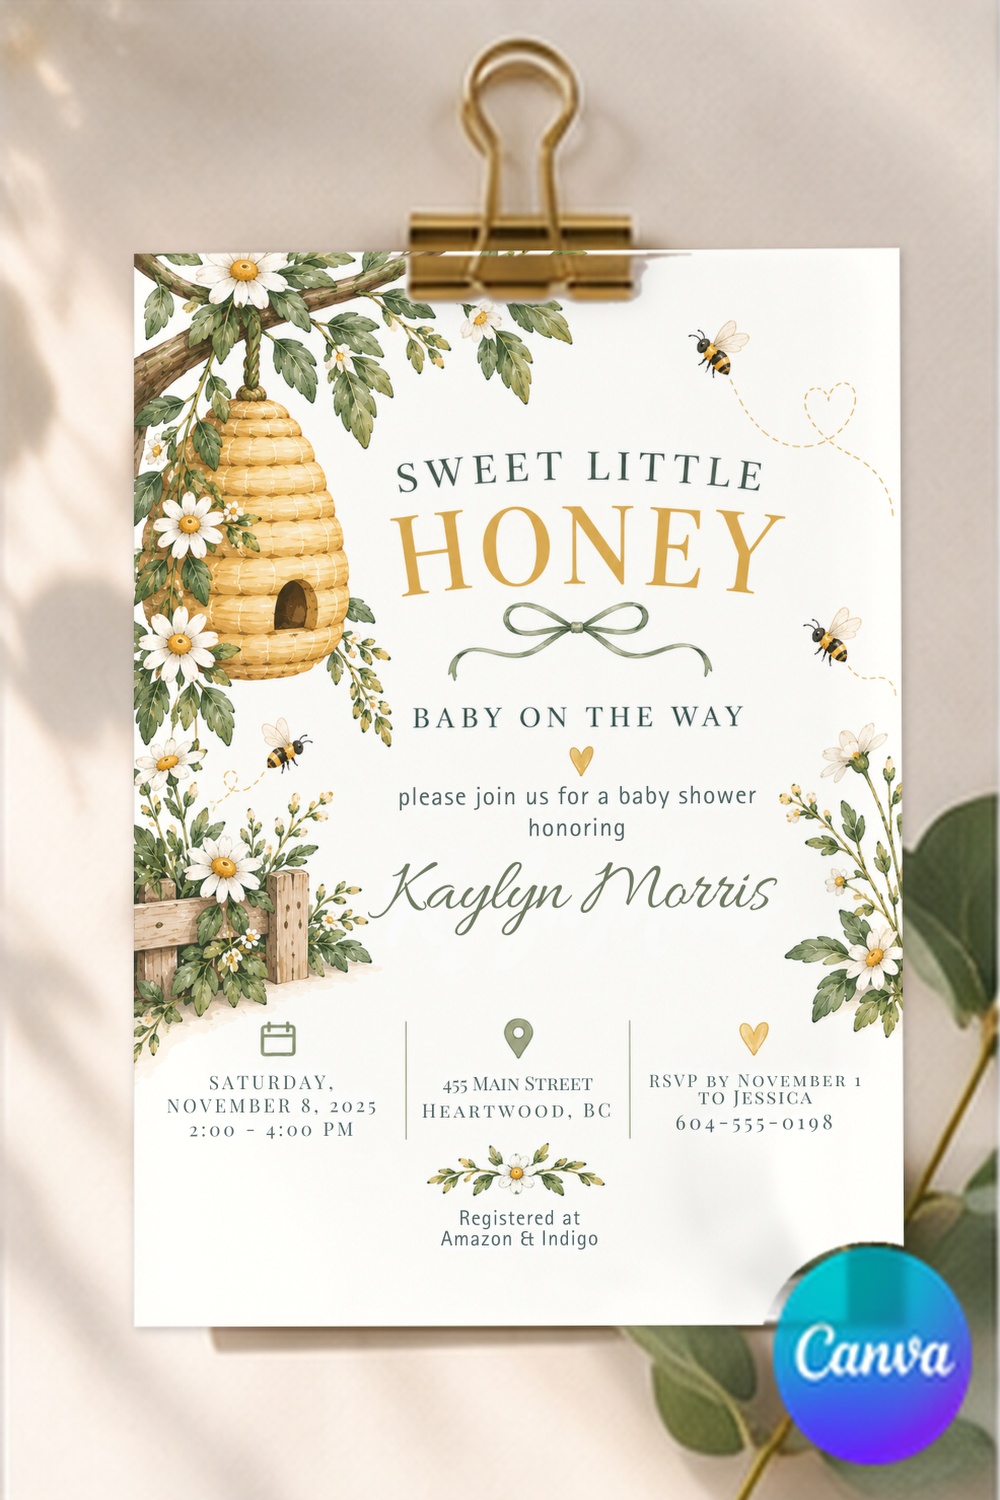 SWEET LITTLE
HONEY
BABY ON THE WAY
please join us for a baby shower
honoring
Kaylyn Morris
SATURDAY,
NOVEMBER 8, 2025
2:00 - 4:00 PM
455 MAIN STREET
HEARTWOOD, BC
RSVP BY NOVEMBER 1
TO JESSICA
604-555-0198
Registered at
Amazon & Indigo
Canva